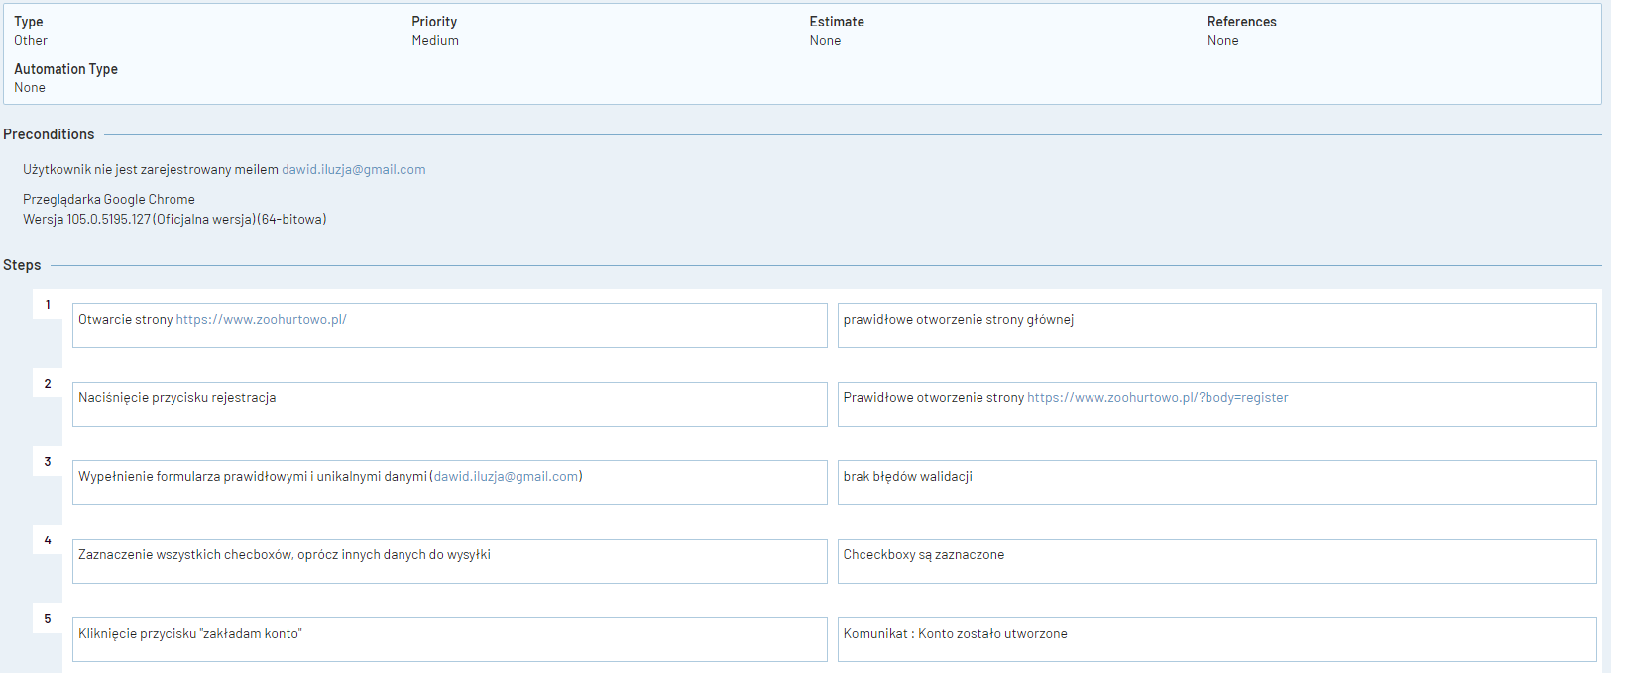 Type
Other
Priority
Medium
Estimate
None
References
None
Automation Type
None
Preconditions
Użytkownik nie jest zarejestrowany meilem dawid.iluzja@gmail.com
Przeglądarka Google Chrome
Wersja 105.0.5195.127 (Oficjalna wersja) (64-bitowa)
Steps
1
Otwarcie strony https://www.zoohurtowo.pl/
prawidłowe otworzenie strony głównej
2
Naciśnięcie przycisku rejestracja
Prawidłowe otworzenie strony https://www.zoohurtowo.pl/?body=register
3
Wypełnienie formularza prawidłowymi i unikalnymi danymi (dawid.iluzja@gmail.com)
brak błędów walidacji
4
Zaznaczenie wszystkich checboxów, oprócz innych danych do wysyłki
Chceckboxy są zaznaczone
5
Kliknięcie przycisku "zakładam konto"
Komunikat : Konto zostało utworzone